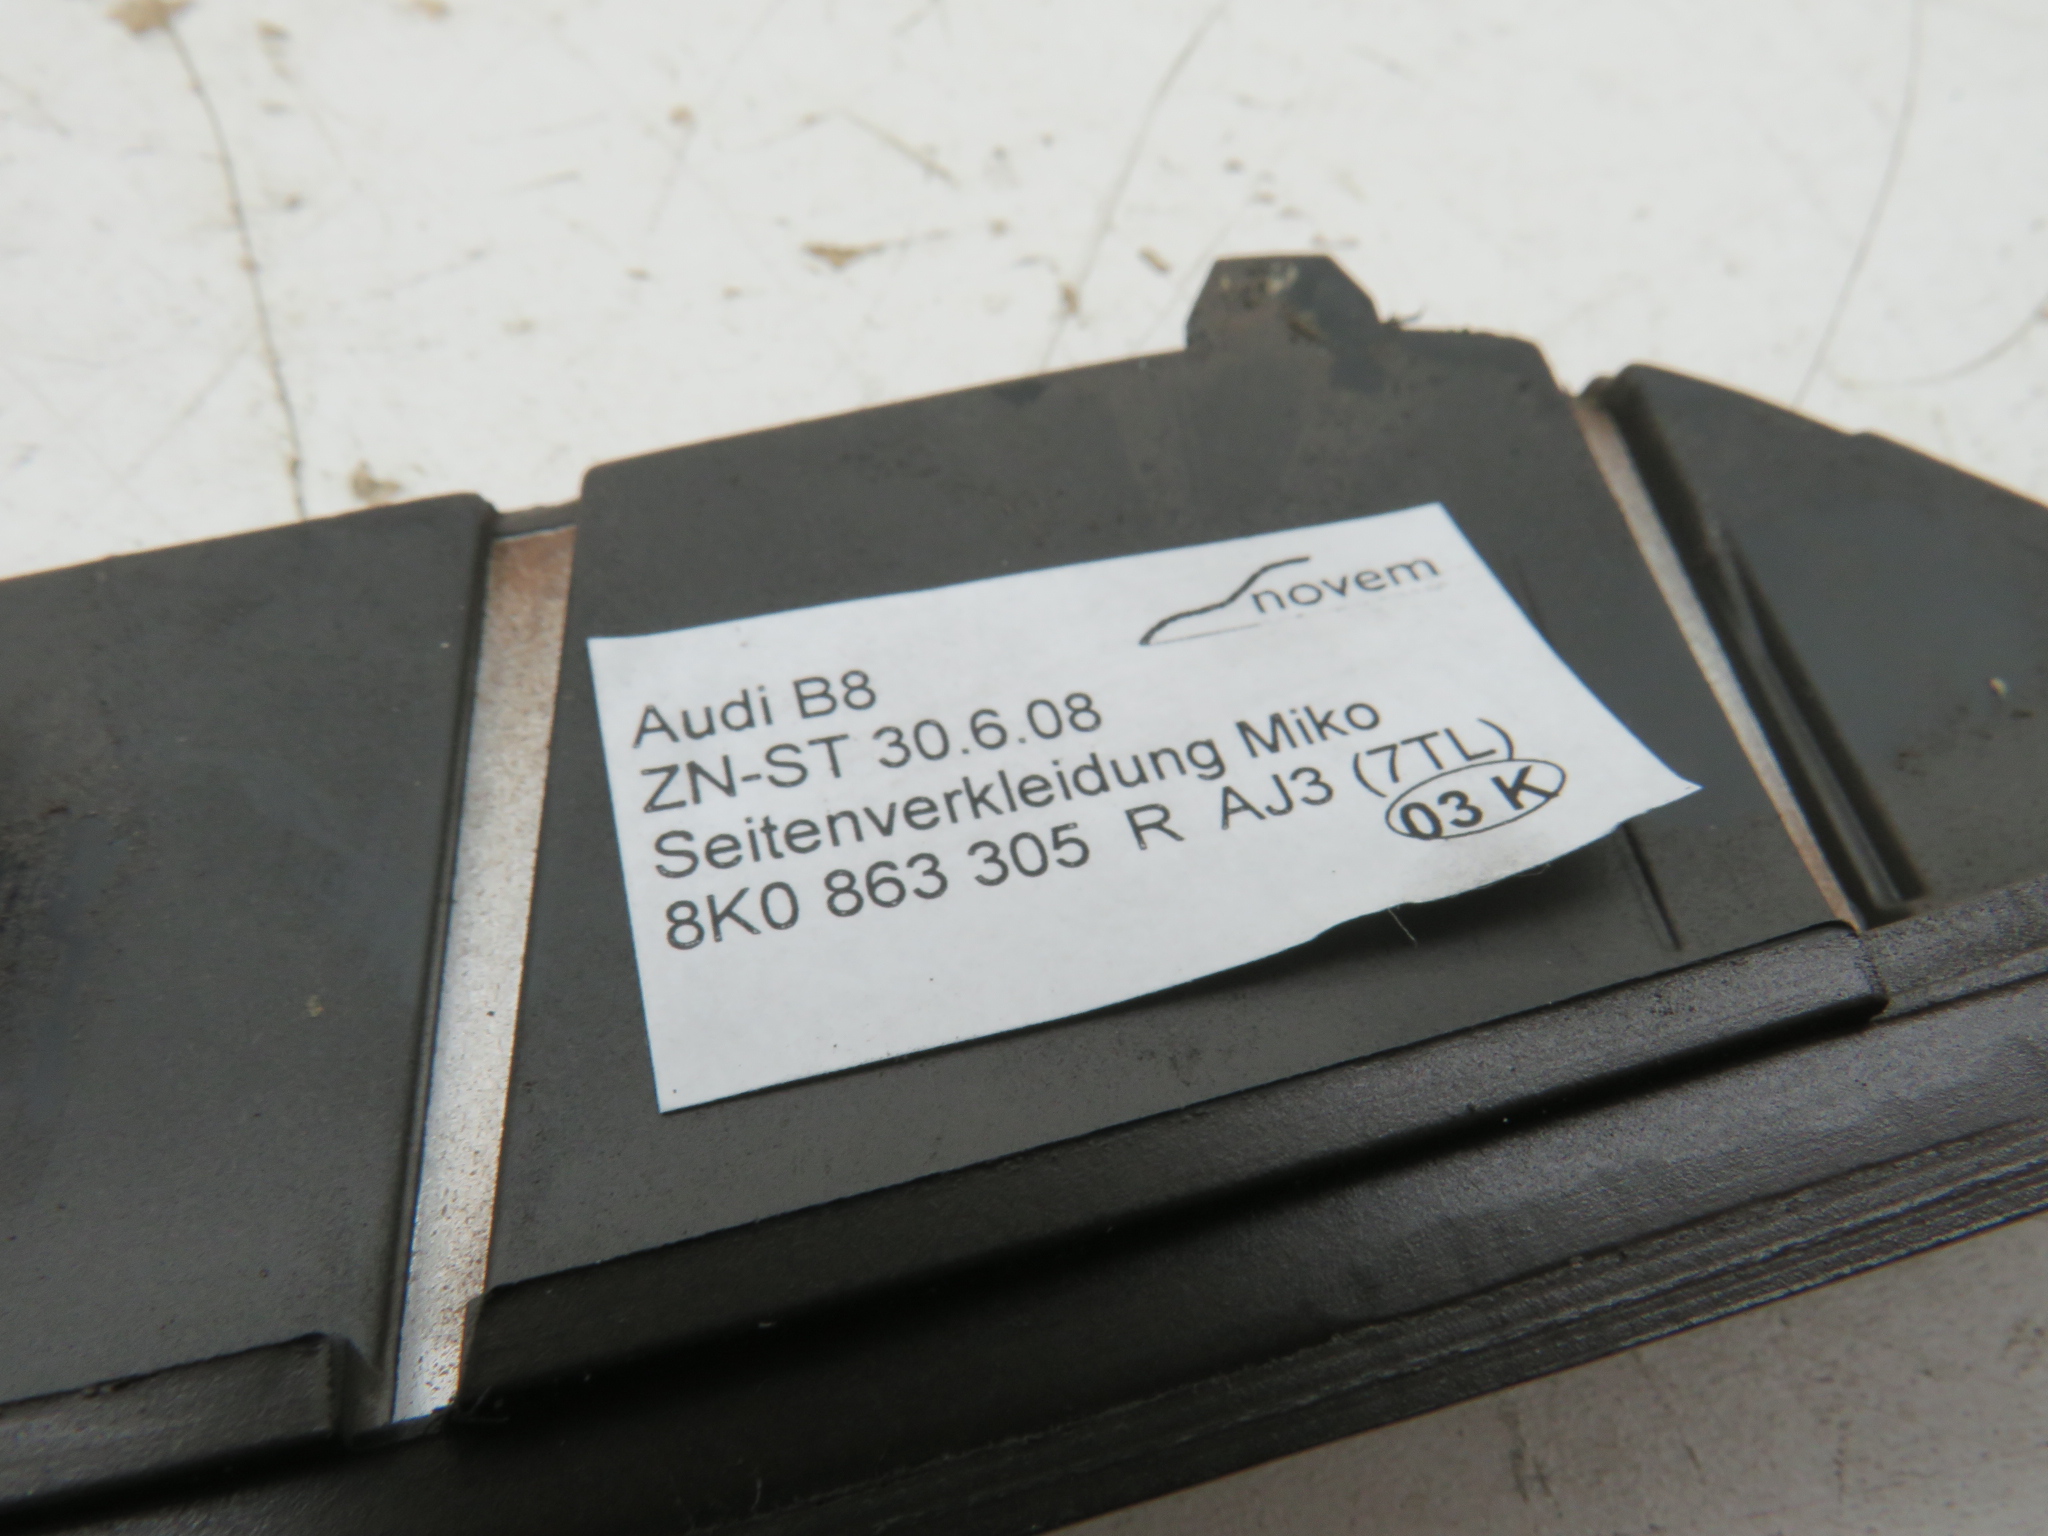 novem
Audi B8
ZN-ST 30.6.08
Seitenverkleidung Miko
8K0 863 305 R AJ3 (7TL)
03 K